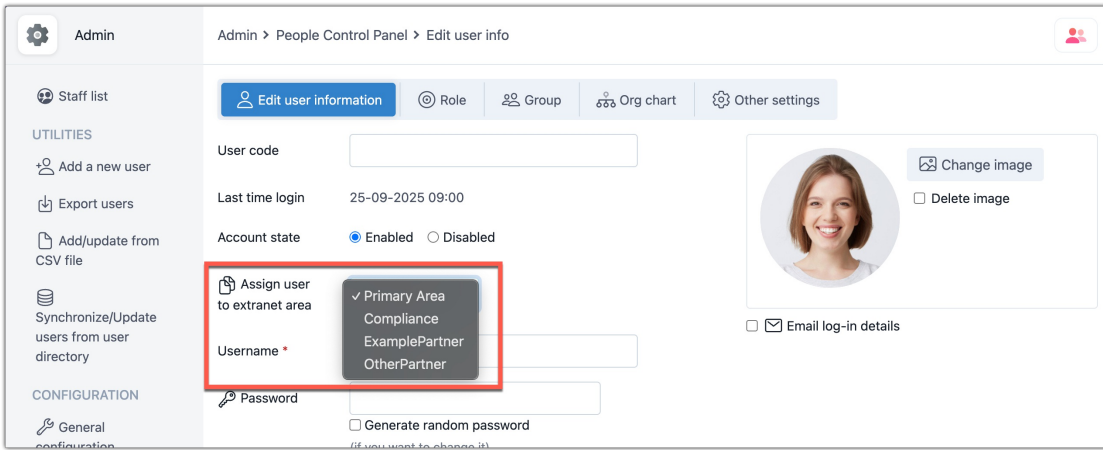 Admin
Admin > People Control Panel > Edit user info
Staff list
UTILITIES
Add a new user
Export users
Add/update from
CSV file
Synchronize/Update
users from user
directory
CONFIGURATION
General
configuration
Edit user information
Role
Group
Org chart
Other settings
User code
Last time login
25-09-2025 09:00
Account state
Enabled
Disabled
Assign user
to extranet area
✓ Primary Area
Compliance
ExamplePartner
OtherPartner
Username *
Password
Generate random password
(if you want to change it)
Change image
Delete image
Email log-in details